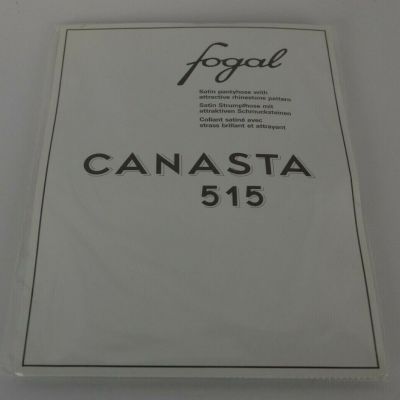 fogal
Satin pantyhose with
attractive rhinestone pattern
Satin Strumpfhose mit
attraktiven Schmucksteinen
Collant satiné avec
strass brillant et attrayant
CANASTA
515